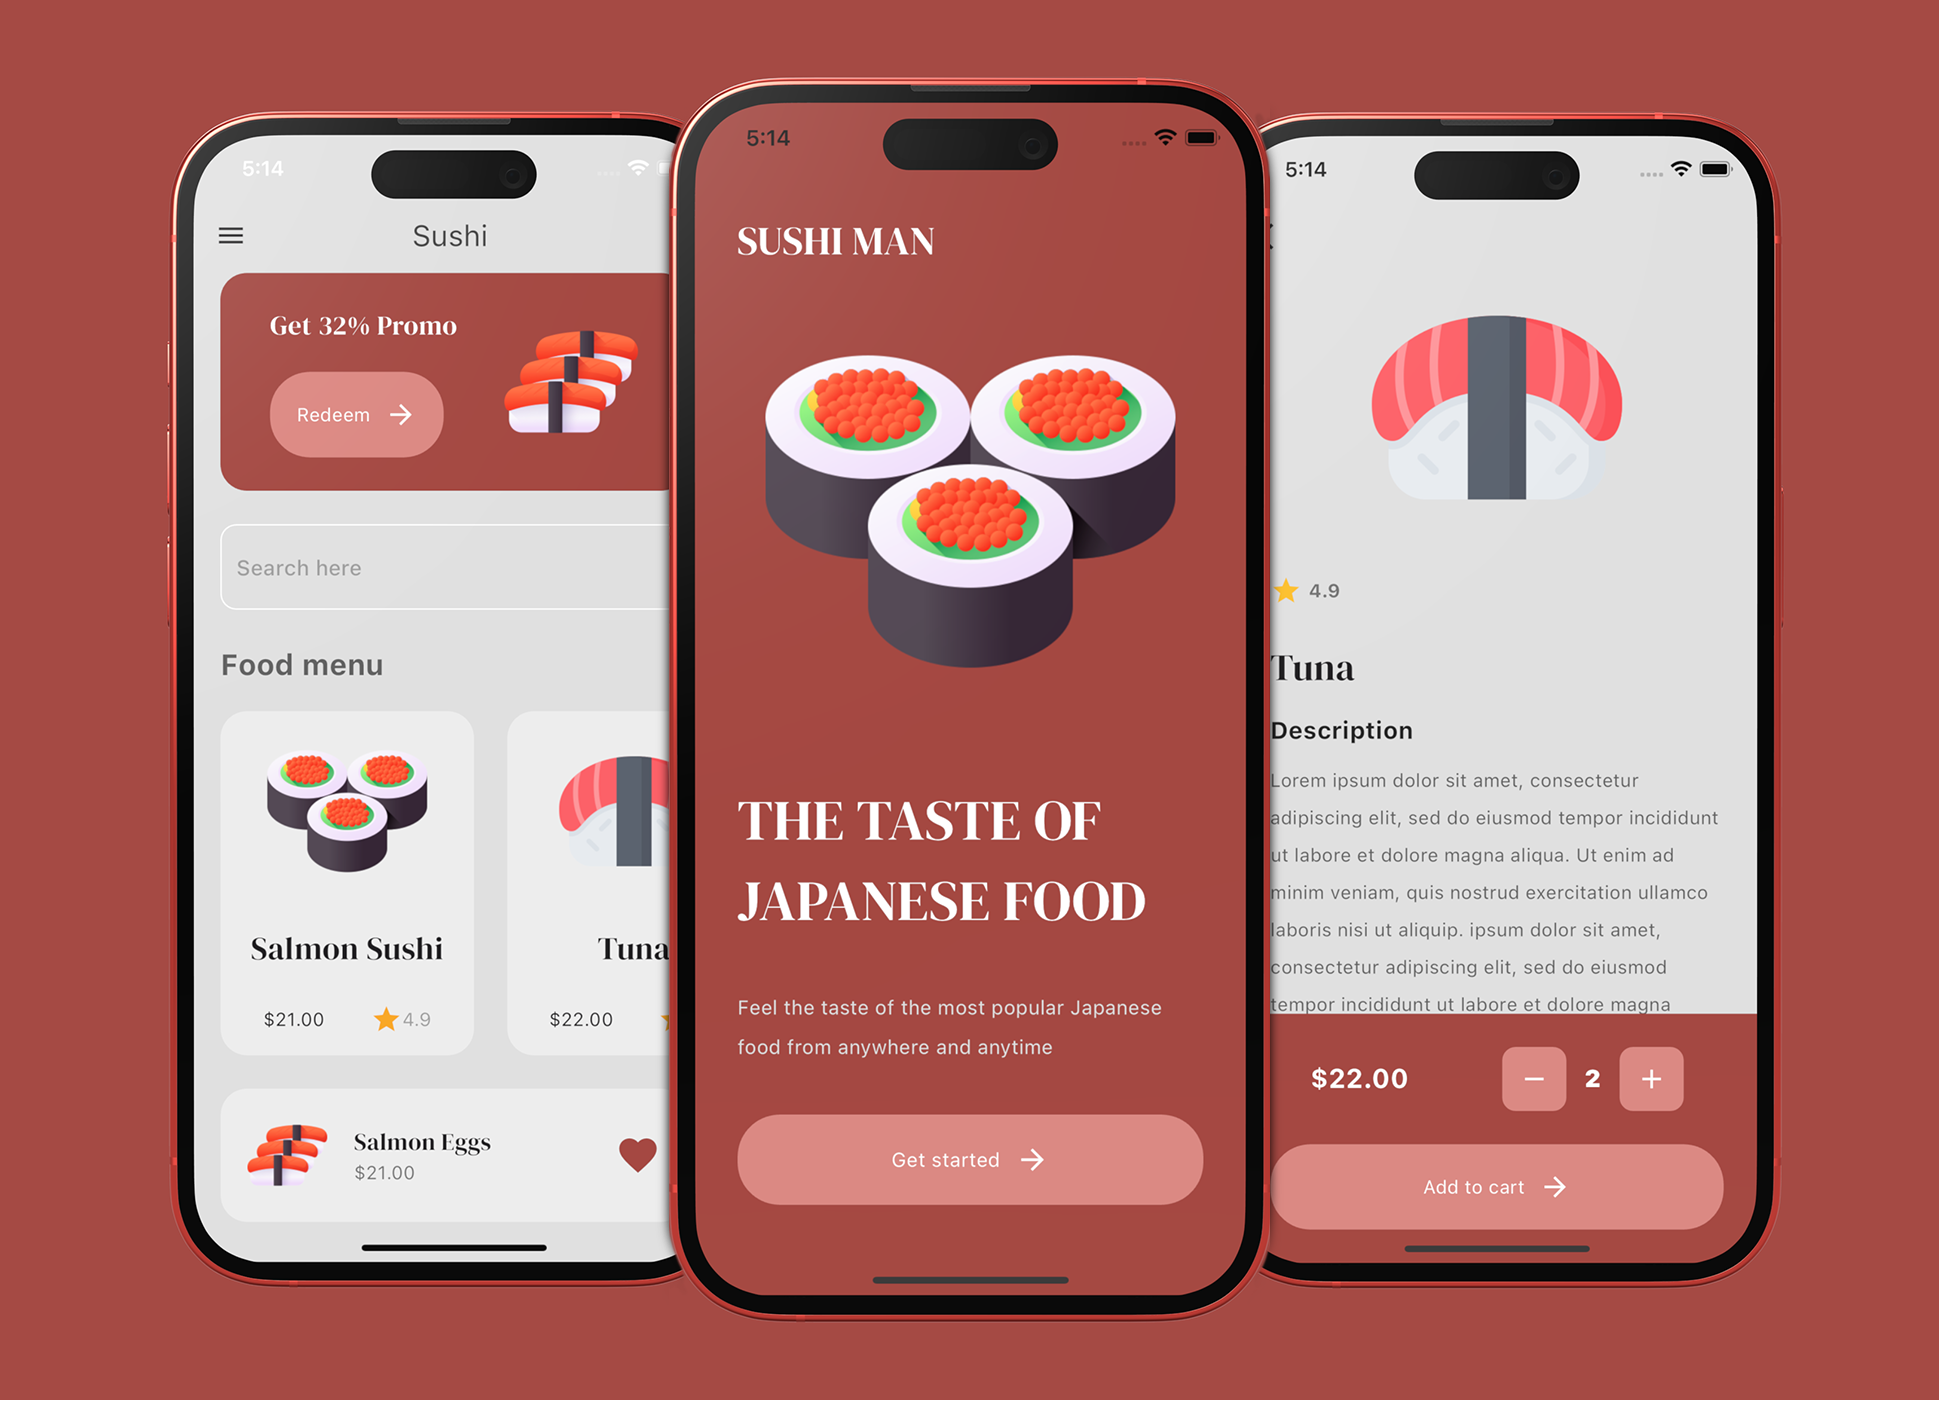 5:14
Sushi
Get 32% Promo
Redeem
Search here
Food menu
Salmon Sushi
$21.00
4.9
Tuna
$22.00
Salmon Eggs
$21.00
5:14
SUSHI MAN
THE TASTE OF
JAPANESE FOOD
Feel the taste of the most popular Japanese
food from anywhere and anytime
Get started
5:14
4.9
Tuna
Description
Lorem ipsum dolor sit amet, consectetur
adipiscing elit, sed do eiusmod tempor incididunt
ut labore et dolore magna aliqua. Ut enim ad
minim veniam, quis nostrud exercitation ullamco
laboris nisi ut aliquip. ipsum dolor sit amet,
consectetur adipiscing elit, sed do eiusmod
tempor incididunt ut labore et dolore magna
$22.00
2
Add to cart